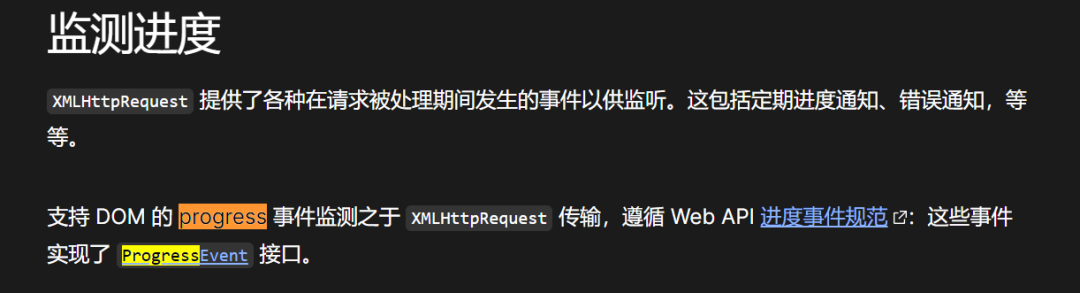 监测进度
XMLHttpRequest 提供了各种在请求被处理期间发生的事件以供监听。这包括定期进度通知、错误通知，等
等。
支持 DOM 的 progress 事件监测之于 XMLHttpRequest 传输，遵循 Web API 进度事件规范：这些事件
实现了 ProgressEvent 接口。